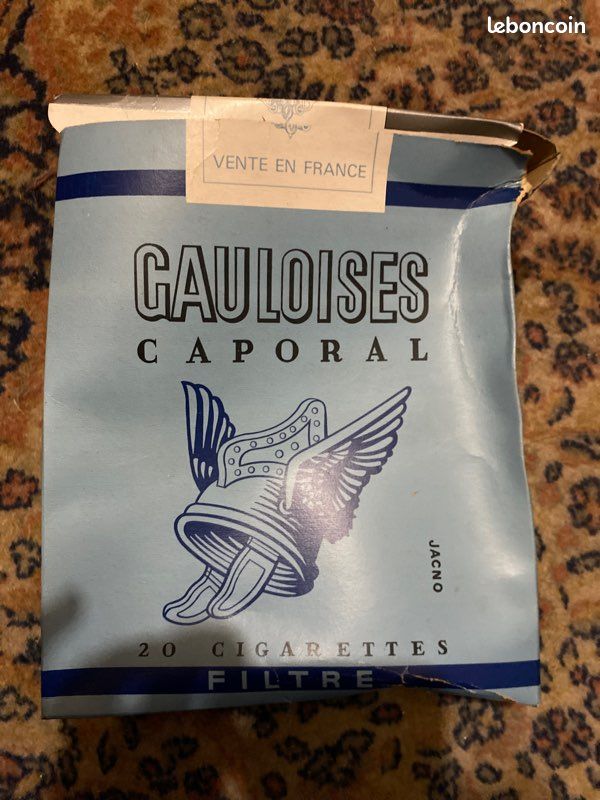 leboncoin
VENTE EN FRANCE
GAULOISES
CAPORAL
JACNO
20 CIGARETTES
FILTRE